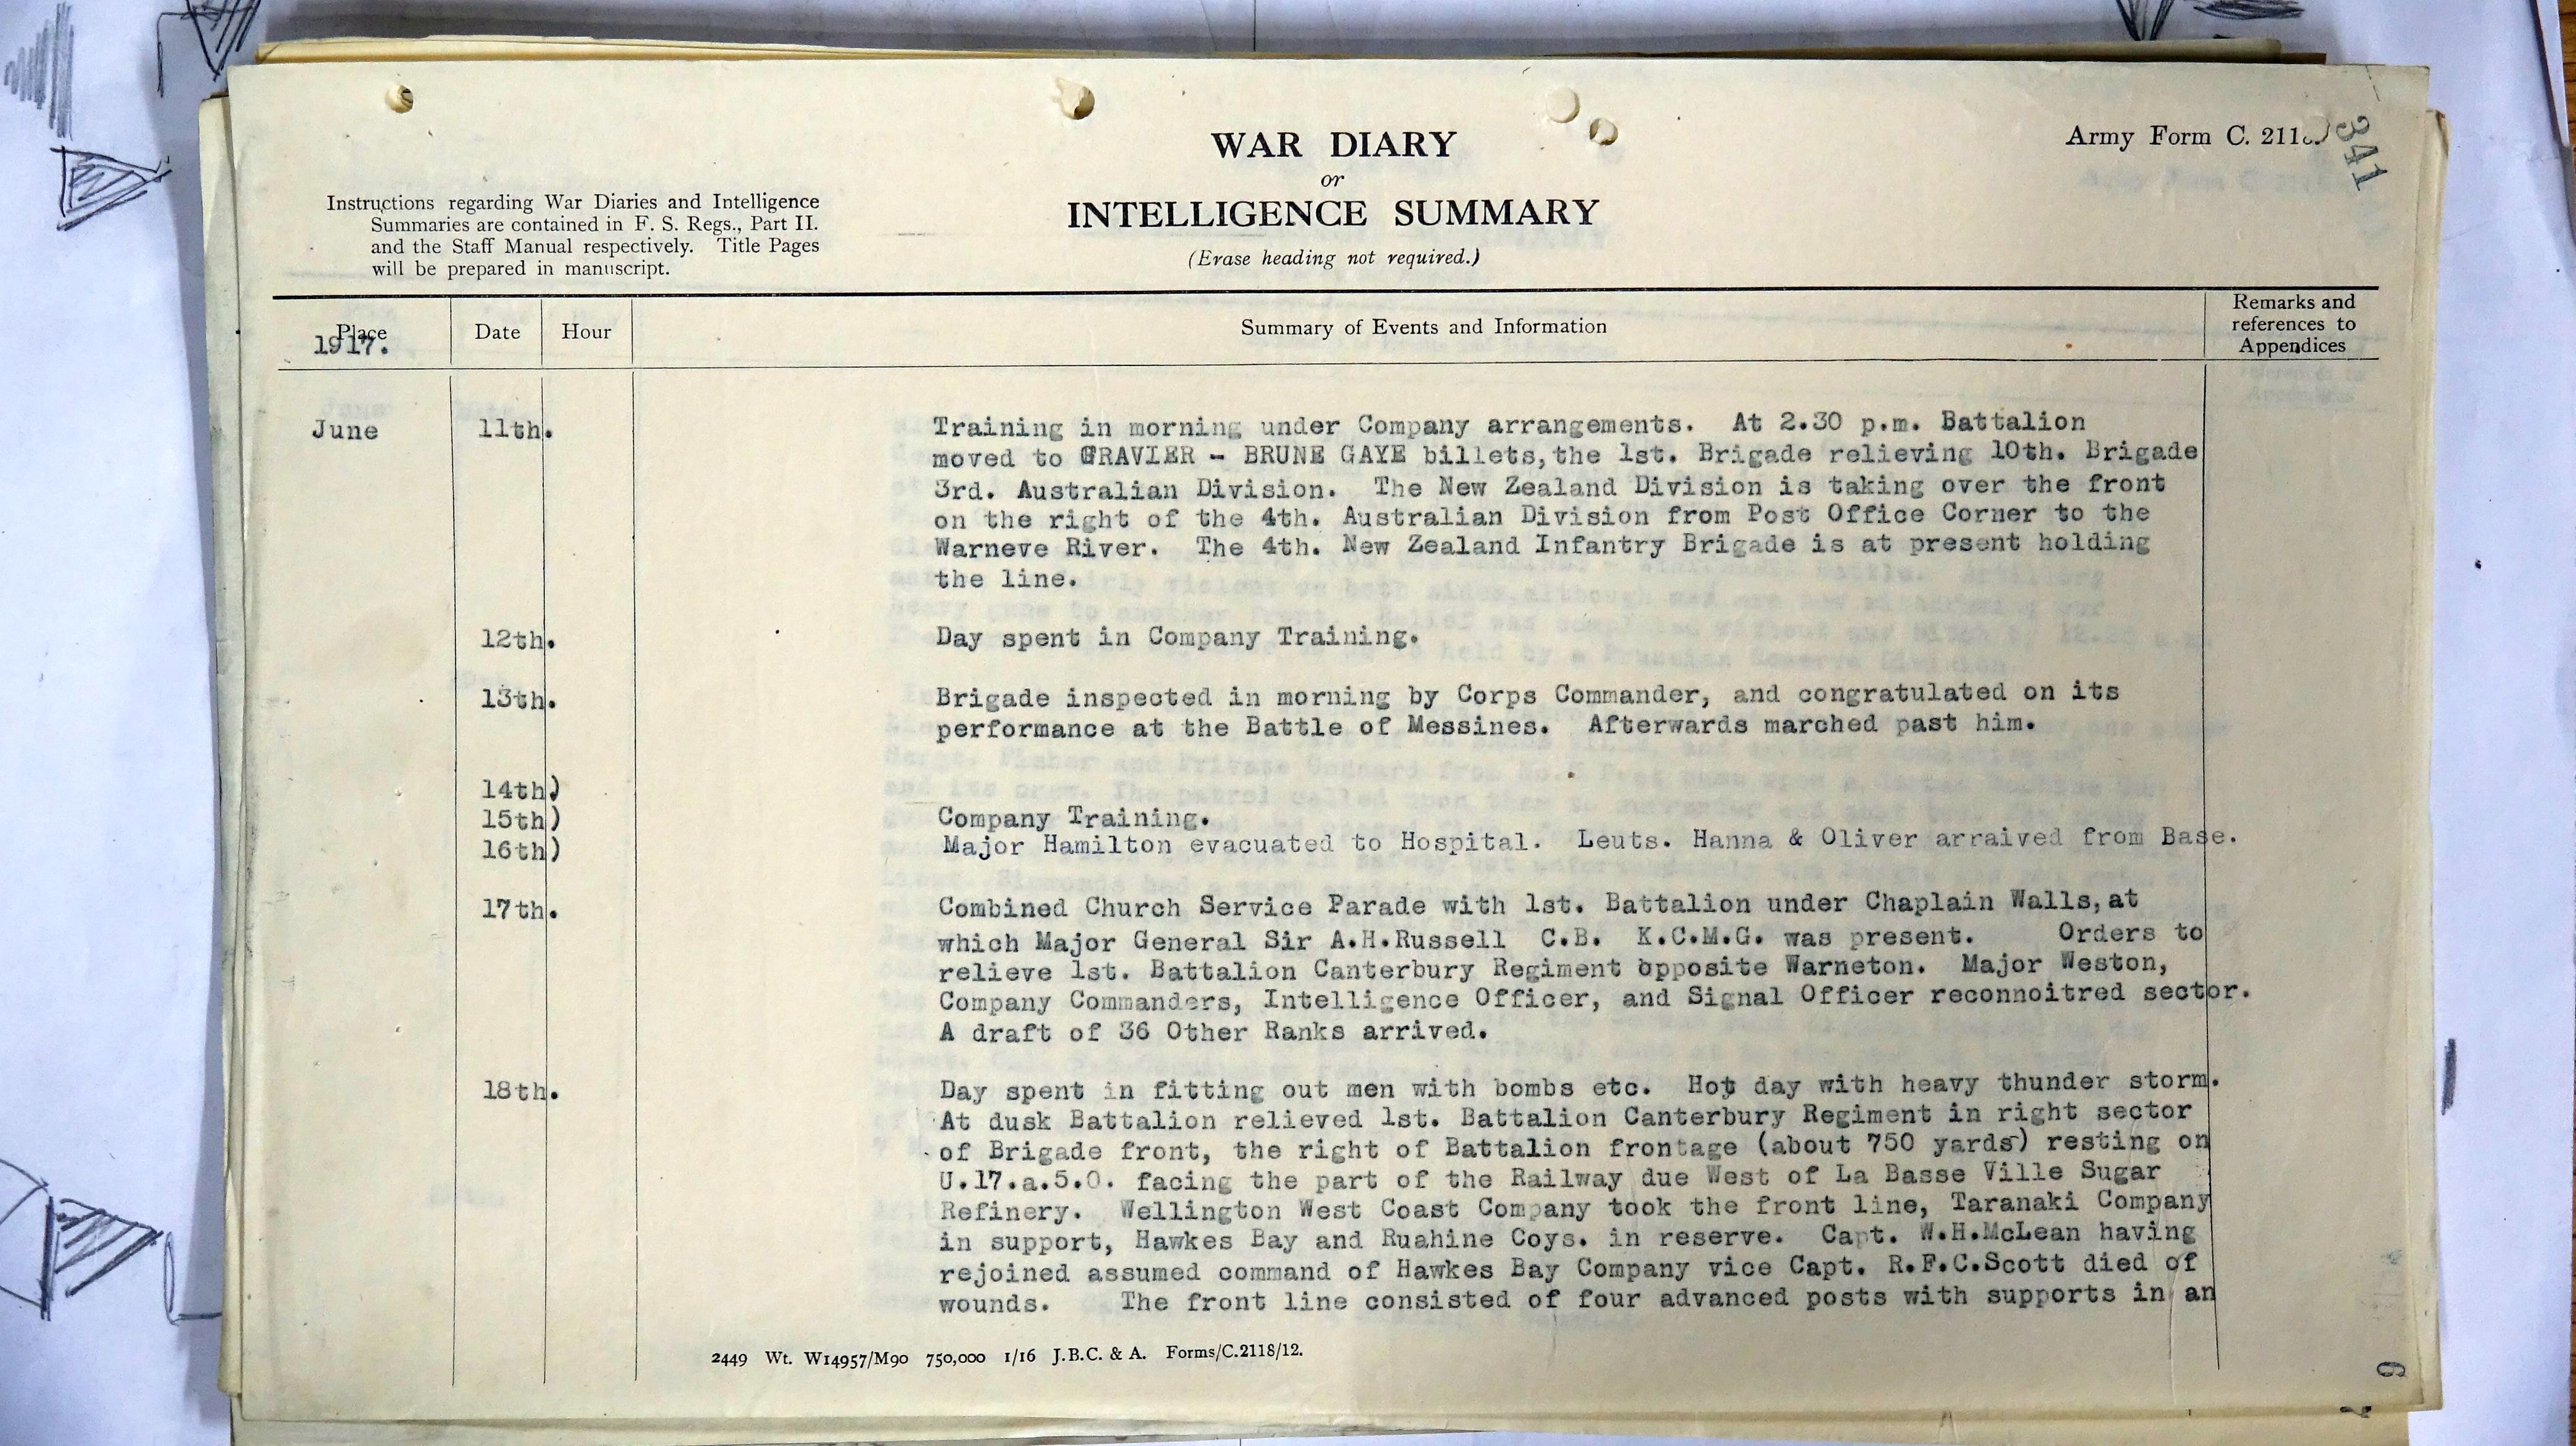 WAR DIARY
or
INTELLIGENCE SUMMARY
(Erase heading not required.)
Army Form C. 211
341
Instructions regarding War Diaries and Intelligence
Summaries are contained in F. S. Regs., Part II.
and the Staff Manual respectively. Title Pages
will be prepared in manuscript.
Place
1917.
Date
Hour
Summary of Events and Information
Remarks and
references to
Appendices
June 11th. Training in morning under Company arrangements. At 2.30 p.m. Battalion
moved to GRAVIER - BRUNE GAYE billets,the 1st. Brigade relieving 10th. Brigade
3rd. Australian Division. The New Zealand Division is taking over the front
on the right of the 4th. Australian Division from Post Office Corner to the
Warneve River. The 4th. New Zealand Infantry Brigade is at present holding
the line.
12th. Day spent in Company Training.
13th. Brigade inspected in morning by Corps Commander, and congratulated on its
performance at the Battle of Messines. Afterwards marched past him.
14th)
15th) Company Training.
16th) Major Hamilton evacuated to Hospital. Leuts. Hanna & Oliver arraived from Base.
17th. Combined Church Service Parade with 1st. Battalion under Chaplain Walls,at
which Major General Sir A.H.Russell C.B. K.C.M.G. was present. Orders to
relieve 1st. Battalion Canterbury Regiment opposite Warneton. Major Weston,
Company Commanders, Intelligence Officer, and Signal Officer reconnoitred sector.
A draft of 36 Other Ranks arrived.
18th. Day spent in fitting out men with bombs etc. Hot day with heavy thunder storm.
At dusk Battalion relieved 1st. Battalion Canterbury Regiment in right sector
of Brigade front, the right of Battalion frontage (about 750 yards) resting on
U.17.a.5.0. facing the part of the Railway due West of La Basse Ville Sugar
Refinery. Wellington West Coast Company took the front line, Taranaki Company
in support, Hawkes Bay and Ruahine Coys. in reserve. Capt. W.H.McLean having
rejoined assumed command of Hawkes Bay Company vice Capt. R.F.C.Scott died of
wounds. The front line consisted of four advanced posts with supports in an
2449 Wt. W14957/M90 750,000 1/16 J.B.C. & A. Forms/C.2118/12.